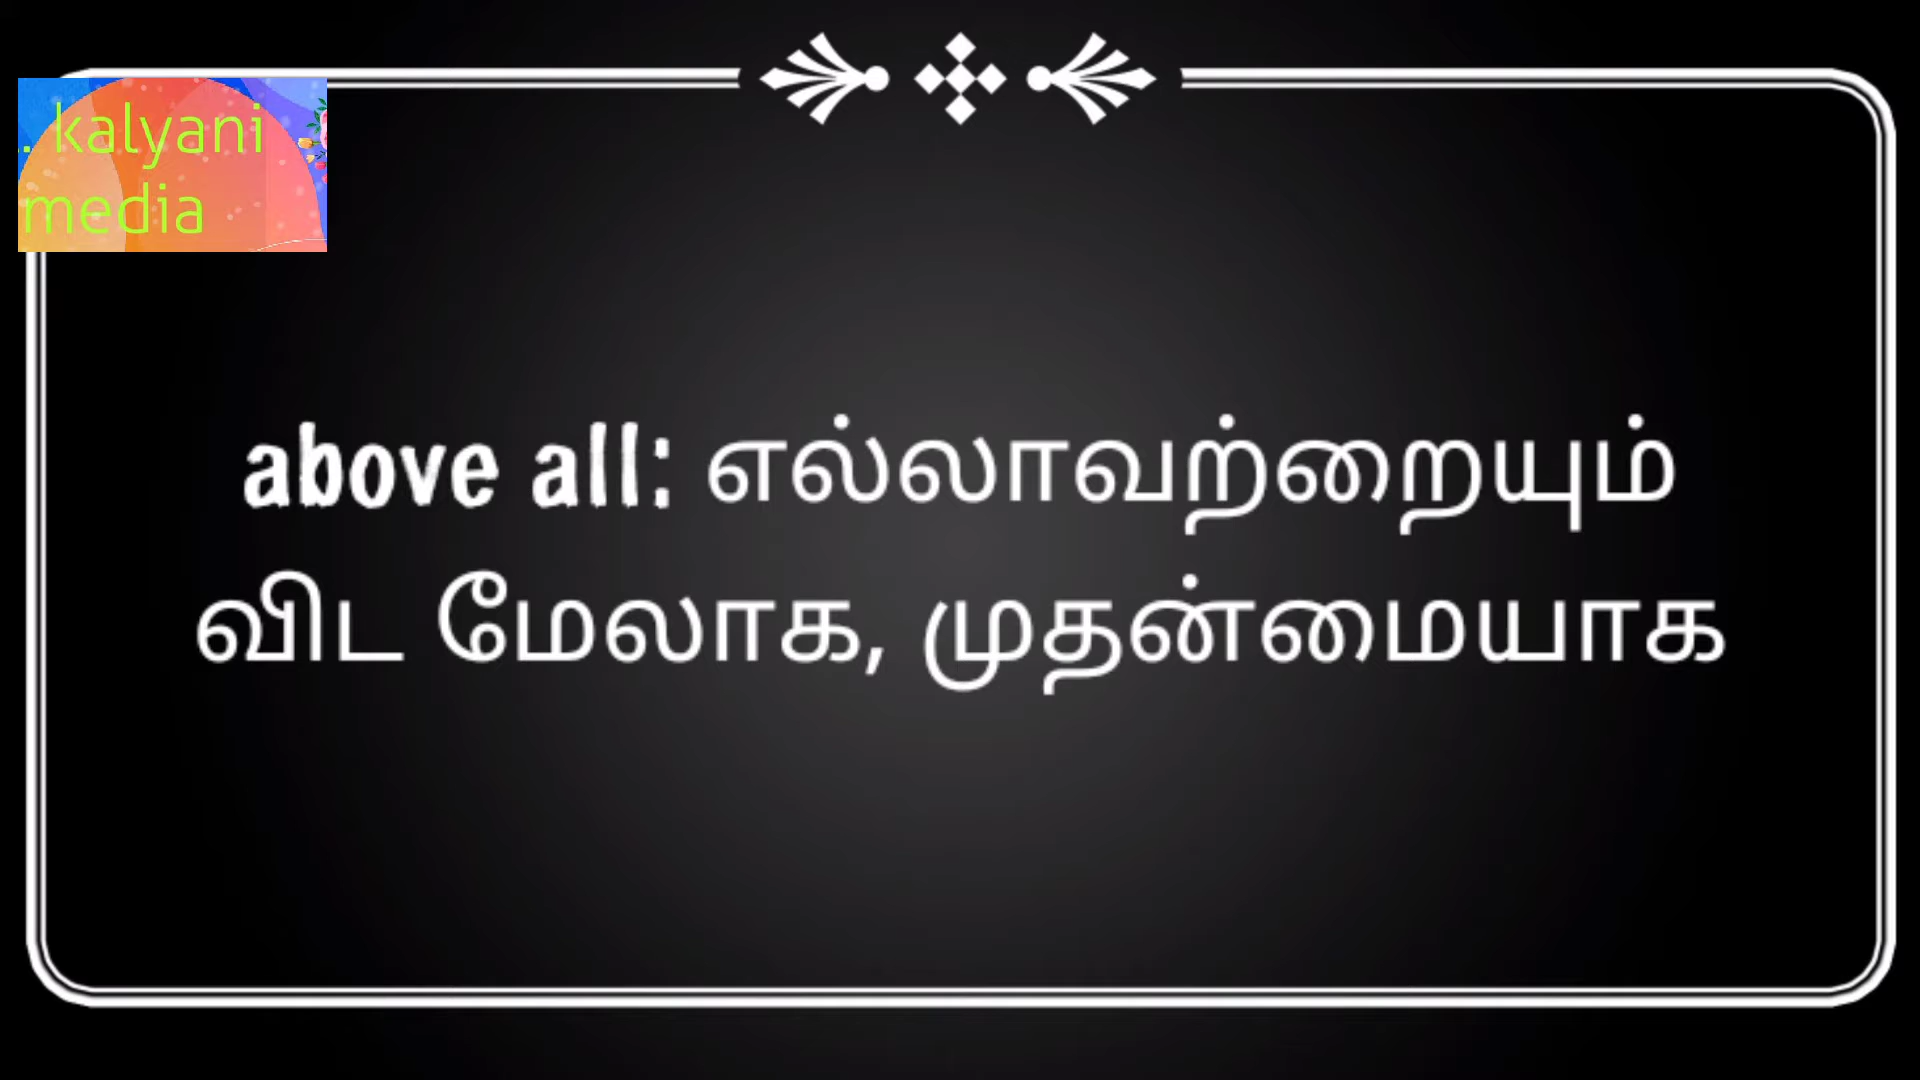 . kalyani
media
above all: எல்லாவற்றையும்
விட மேலாக, முதன்மையாக